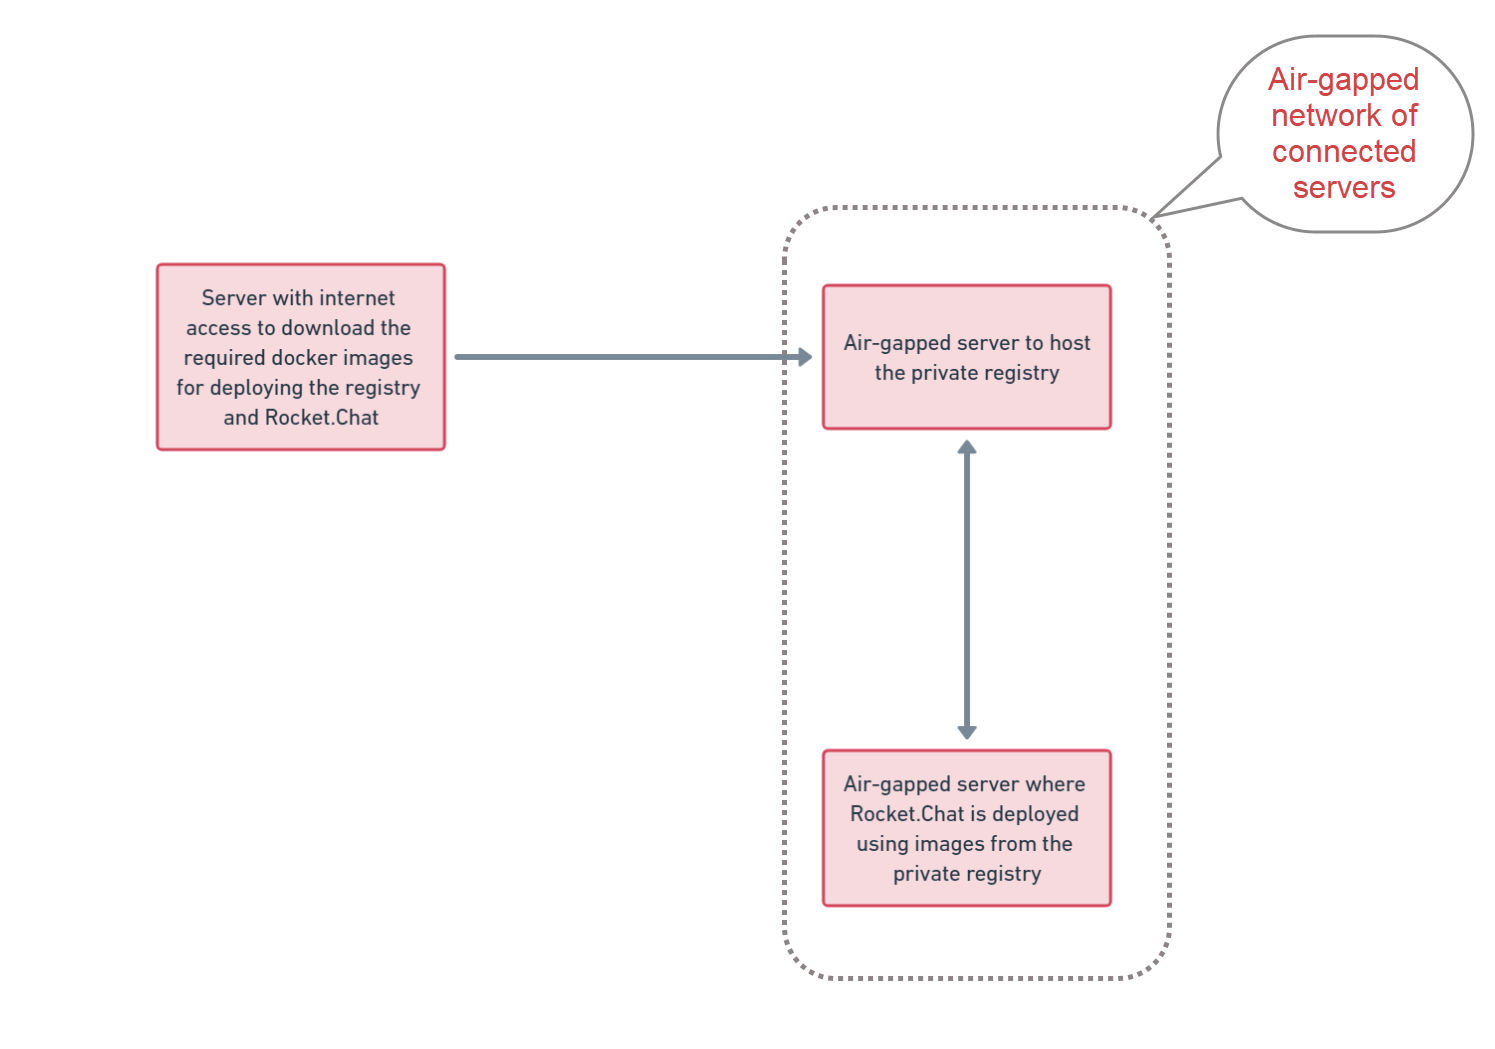 Air-gapped
network of
connected
servers
Server with internet
access to download the
required docker images
for deploying the registry
and Rocket.Chat
Air-gapped server to host
the private registry
Air-gapped server where
Rocket.Chat is deployed
using images from the
private registry